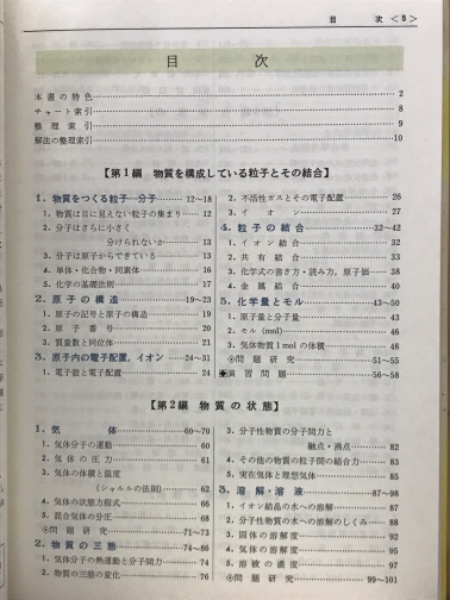 目　次 <5>
目　次
本書の特色…2
チャート索引…8
整理索引…9
解法の整理索引…10
【第1編　物質を構成している粒子とその結合】
1. 物質をつくる粒子―分子…12~18
1. 物質は目に見えない粒子の集まり…12
2. 分子はさらに小さく
分けられないか…13
3. 分子は原子からできている…13
4. 単体・化合物・同素体…16
5. 化学の基礎法則…17
2. 原子の構造…19~23
1. 原子の記号と原子の構造…19
2. 原子番号…20
3. 質量数と同位体…21
3. 原子内の電子配置, イオン…24~31
1. 電子殻と電子配置…24
2. 不活性ガスとその電子配置…26
3. イオン…27
4. 粒子の結合…32~42
1. イオン結合…32
2. 共有結合…33
3. 化学式の書き方・読み方, 原子価…38
4. 金属結合…40
5. 化学量とモル…43~50
1. 原子量と分子量…43
2. モル (mol)…46
3. 気体物質1molの体積…48
問題研究…51~55
演習問題…56~58
【第2編　物質の状態】
1. 気体…60~70
1. 気体分子の運動…60
2. 気体の圧力…61
3. 気体の体積と温度
(シャルルの法則)…62
4. 気体の状態方程式…66
5. 混合気体の分圧…68
問題研究…71~73
2. 物質の三態…74~86
1. 気体分子の熱運動と分子間力…74
2. 物質の三態の変化…76
3. 分子性物質の分子間力と
融点・沸点…82
4. その他の物質の粒子間の結合力…83
5. 実在気体と理想気体…85
3. 溶解・溶液…87~98
1. イオン結晶の水への溶解…87
2. 分子性物質の水への溶解のしくみ…88
3. 固体の溶解度…92
4. 気体の溶解度…95
5. 溶液の濃度…97
問題研究…99~101